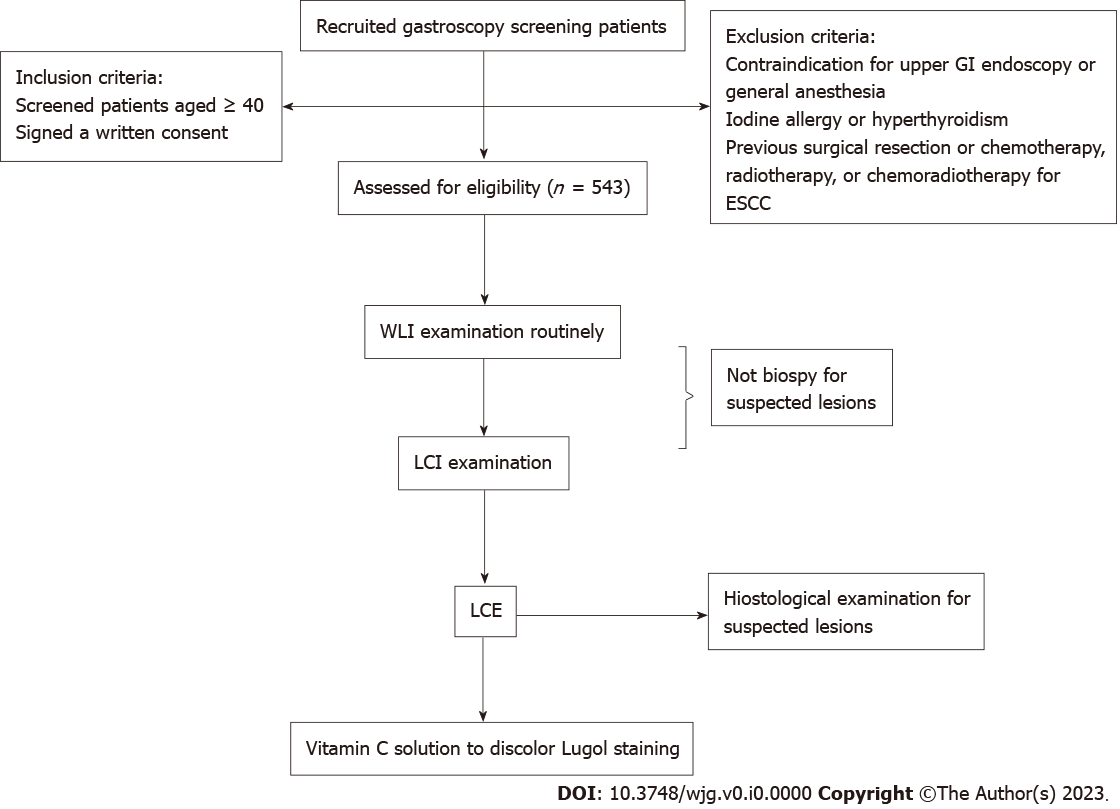 Recruited gastroscopy screening patients
Inclusion criteria:
Screened patients aged ≥ 40
Signed a written consent
Exclusion criteria:
Contraindication for upper GI endoscopy or
general anesthesia
Iodine allergy or hyperthyroidism
Previous surgical resection or chemotherapy,
radiotherapy, or chemoradiotherapy for
ESCC
Assessed for eligibility (n = 543)
WLI examination routinely
Not biospy for
suspected lesions
LCI examination
LCE
Hiostological examination for
suspected lesions
Vitamin C solution to discolor Lugol staining
DOI: 10.3748/wjg.v0.i0.0000 Copyright ©The Author(s) 2023.